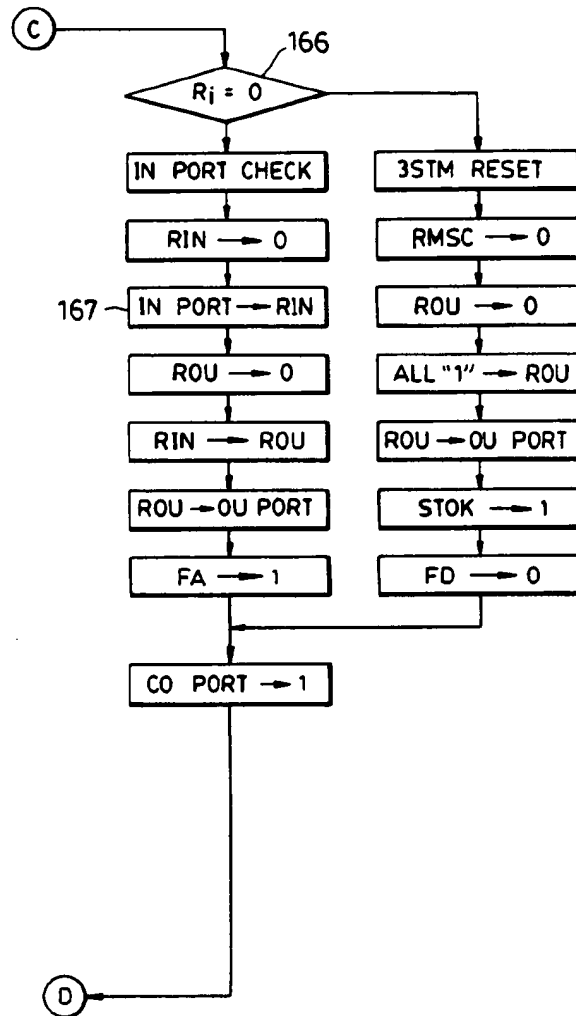 C
166
Ri = 0
IN PORT CHECK
RIN → 0
167
IN PORT → RIN
ROU → 0
RIN → ROU
ROU → OU PORT
FA → 1
3STM RESET
RMSC → 0
ROU → 0
ALL "1" → ROU
ROU → OU PORT
STOK → 1
FD → 0
CO PORT → 1
D